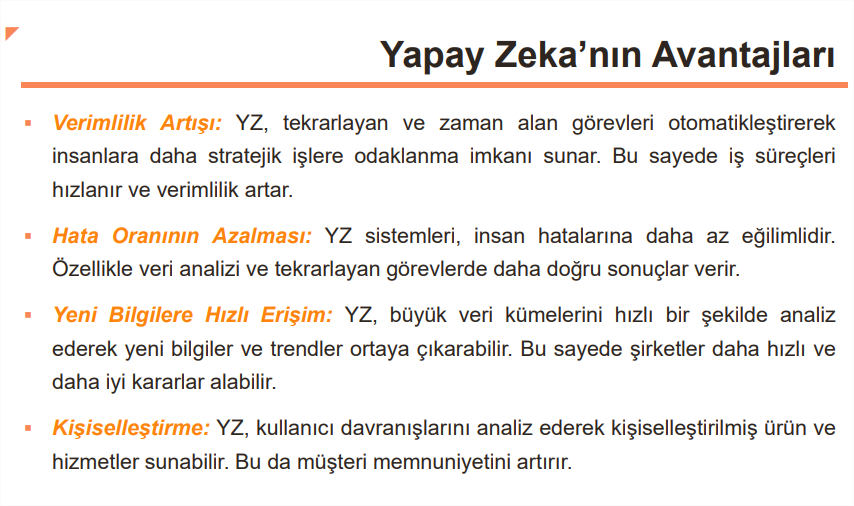 Yapay Zeka’nın Avantajları
Verimlilik Artışı: YZ, tekrarlayan ve zaman alan görevleri otomatikleştirerek
insanlara daha stratejik işlere odaklanma imkanı sunar. Bu sayede iş süreçleri
hızlanır ve verimlilik artar.
Hata Oranının Azalması: YZ sistemleri, insan hatalarına daha az eğilimlidir.
Özellikle veri analizi ve tekrarlayan görevlerde daha doğru sonuçlar verir.
Yeni Bilgilere Hızlı Erişim: YZ, büyük veri kümelerini hızlı bir şekilde analiz
ederek yeni bilgiler ve trendler ortaya çıkarabilir. Bu sayede şirketler daha hızlı ve
daha iyi kararlar alabilir.
Kişiselleştirme: YZ, kullanıcı davranışlarını analiz ederek kişiselleştirilmiş ürün ve
hizmetler sunabilir. Bu da müşteri memnuniyetini artırır.